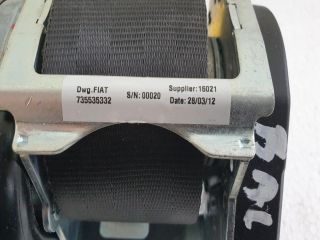 Dwg.FIAT S/N: 00020 Supplier:16021
735535332 Date: 28/03/12